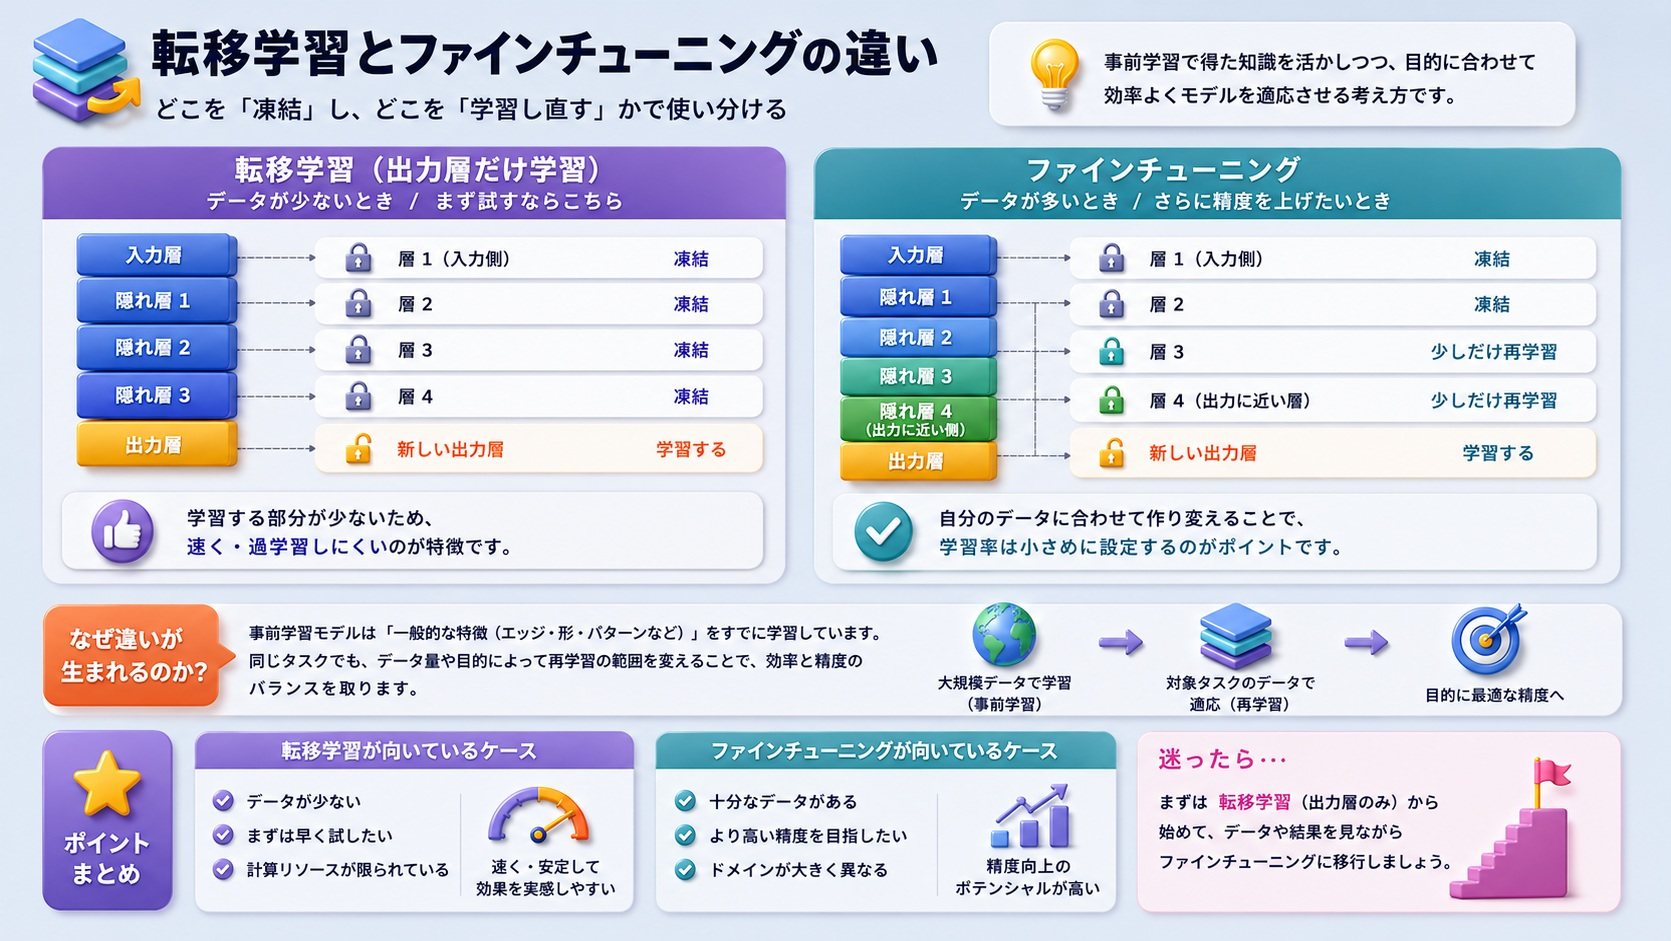 転移学習とファインチューニングの違い
どこを「凍結」し、どこを「学習し直す」かで使い分ける
事前学習で得た知識を活かしつつ、目的に合わせて
効率よくモデルを適応させる考え方です。
転移学習（出力層だけ学習）
データが少ないとき / まず試すならこちら
入力層
隠れ層 1
隠れ層 2
隠れ層 3
出力層
層 1（入力側） 凍結
層 2 凍結
層 3 凍結
層 4 凍結
新しい出力層 学習する
学習する部分が少ないため、
速く・過学習しにくいのが特徴です。
ファインチューニング
データが多いとき / さらに精度を上げたいとき
入力層
隠れ層 1
隠れ層 2
隠れ層 3
隠れ層 4
（出力に近い側）
出力層
層 1（入力側） 凍結
層 2 凍結
層 3 少しだけ再学習
層 4（出力に近い層） 少しだけ再学習
新しい出力層 学習する
自分のデータに合わせて作り変えることで、
学習率は小さめに設定するのがポイントです。
なぜ違いが
生まれるのか?
事前学習モデルは「一般的な特徴（エッジ・形・パターンなど）」をすでに学習しています。
同じタスクでも、データ量や目的によって再学習の範囲を変えることで、効率と精度の
バランスを取ります。
大規模データで学習
（事前学習）
対象タスクのデータで
適応（再学習）
目的に最適な精度へ
ポイント
まとめ
転移学習が向いているケース
データが少ない
まずは早く試したい
計算リソースが限られている
速く・安定して
効果を実感しやすい
ファインチューニングが向いているケース
十分なデータがある
より高い精度を目指したい
ドメインが大きく異なる
精度向上の
ポテンシャルが高い
迷ったら···
まずは 転移学習（出力層のみ）から
始めて、データや結果を見ながら
ファインチューニングに移行しましょう。